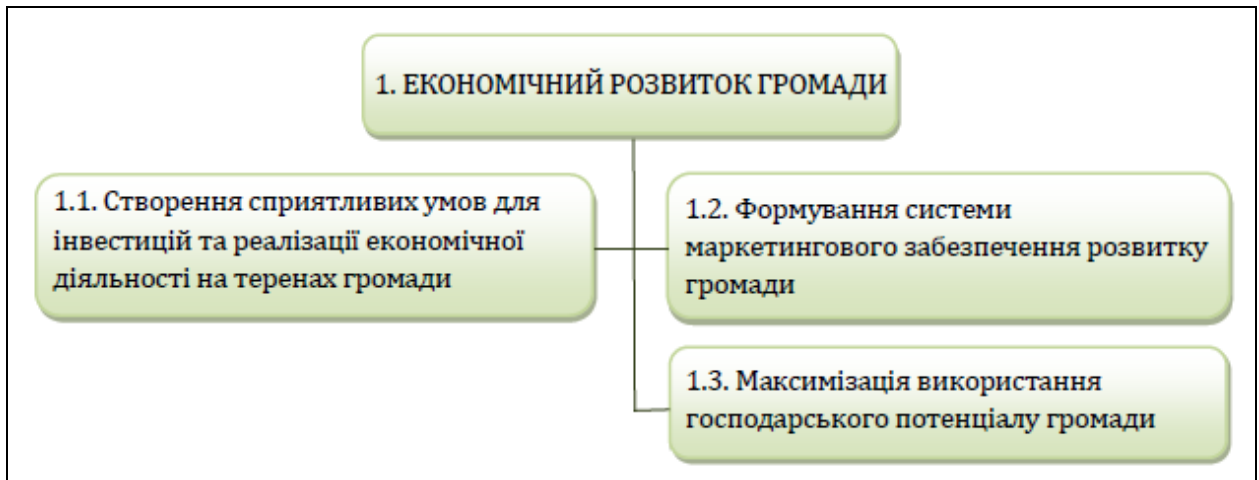 1. ЕКОНОМІЧНИЙ РОЗВИТОК ГРОМАДИ
1.1. Створення сприятливих умов для
інвестицій та реалізації економічної
діяльності на теренах громади
1.2. Формування системи
маркетингового забезпечення розвитку
громади
1.3. Максимізація використання
господарського потенціалу громади